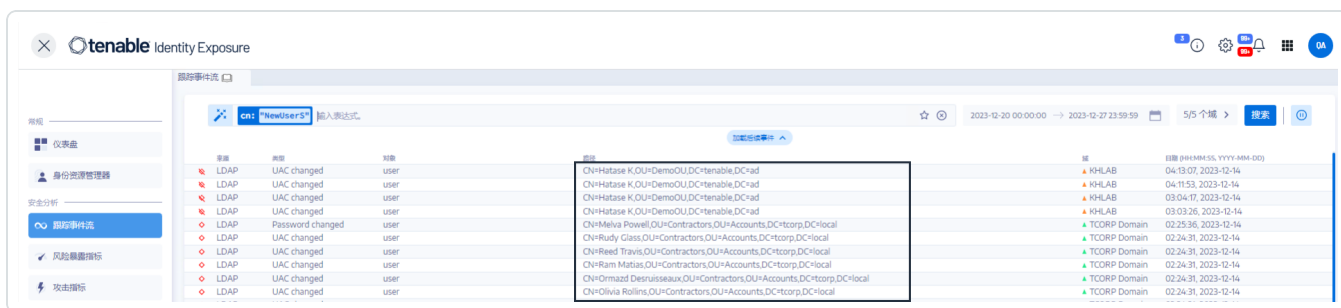 tenable Identity Exposure
3
99+
99+
QA
跟踪事件流
常规
仪表盘
身份资源管理器
安全分析
跟踪事件流
风险暴露指标
攻击指标
cn: "NewUserS" 输入表达式。
2023-12-20 00:00:00 → 2023-12-27 23:59:59
5/5 个域 >
搜索
加载后续事件
来源 类型 对象 路径 域 日期 (HH:MM:SS, YYYY-MM-DD)
LDAP UAC changed user CN=Hatase K,OU=DemoOU,DC=tenable,DC=ad KHLAB 04:13:07, 2023-12-14
LDAP UAC changed user CN=Hatase K,OU=DemoOU,DC=tenable,DC=ad KHLAB 04:11:53, 2023-12-14
LDAP UAC changed user CN=Hatase K,OU=DemoOU,DC=tenable,DC=ad KHLAB 03:04:17, 2023-12-14
LDAP UAC changed user CN=Hatase K,OU=DemoOU,DC=tenable,DC=ad KHLAB 03:03:26, 2023-12-14
LDAP Password changed user CN=Melva Powell,OU=Contractors,OU=Accounts,DC=tcorp,DC=local TCORP Domain 02:25:36, 2023-12-14
LDAP UAC changed user CN=Rudy Glass,OU=Contractors,OU=Accounts,DC=tcorp,DC=local TCORP Domain 02:24:31, 2023-12-14
LDAP UAC changed user CN=Reed Travis,OU=Contractors,OU=Accounts,DC=tcorp,DC=local TCORP Domain 02:24:31, 2023-12-14
LDAP UAC changed user CN=Ram Matias,OU=Contractors,OU=Accounts,DC=tcorp,DC=local TCORP Domain 02:24:31, 2023-12-14
LDAP UAC changed user CN=Ormazd Desruisseaux,OU=Contractors,OU=Accounts,DC=tcorp,DC=local TCORP Domain 02:24:31, 2023-12-14
LDAP UAC changed user CN=Olivia Rollins,OU=Contractors,OU=Accounts,DC=tcorp,DC=local TCORP Domain 02:24:31, 2023-12-14